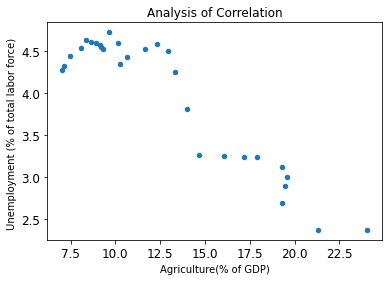 Analysis of Correlation
Unemployment (% of total labor force)
4.5
4.0
3.5
3.0
2.5
7.5 10.0 12.5 15.0 17.5 20.0 22.5
Agriculture(% of GDP)